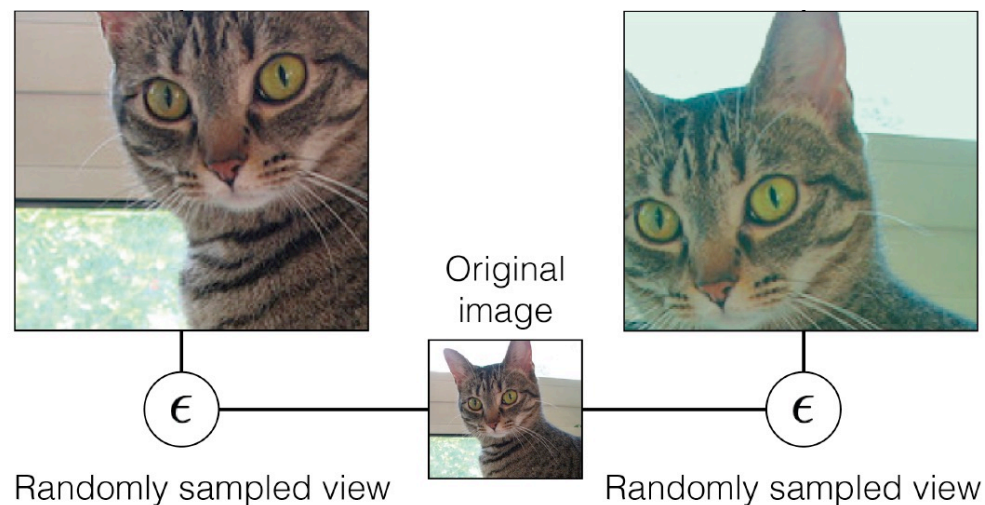 Original
image
ϵ
ϵ
Randomly sampled view
Randomly sampled view